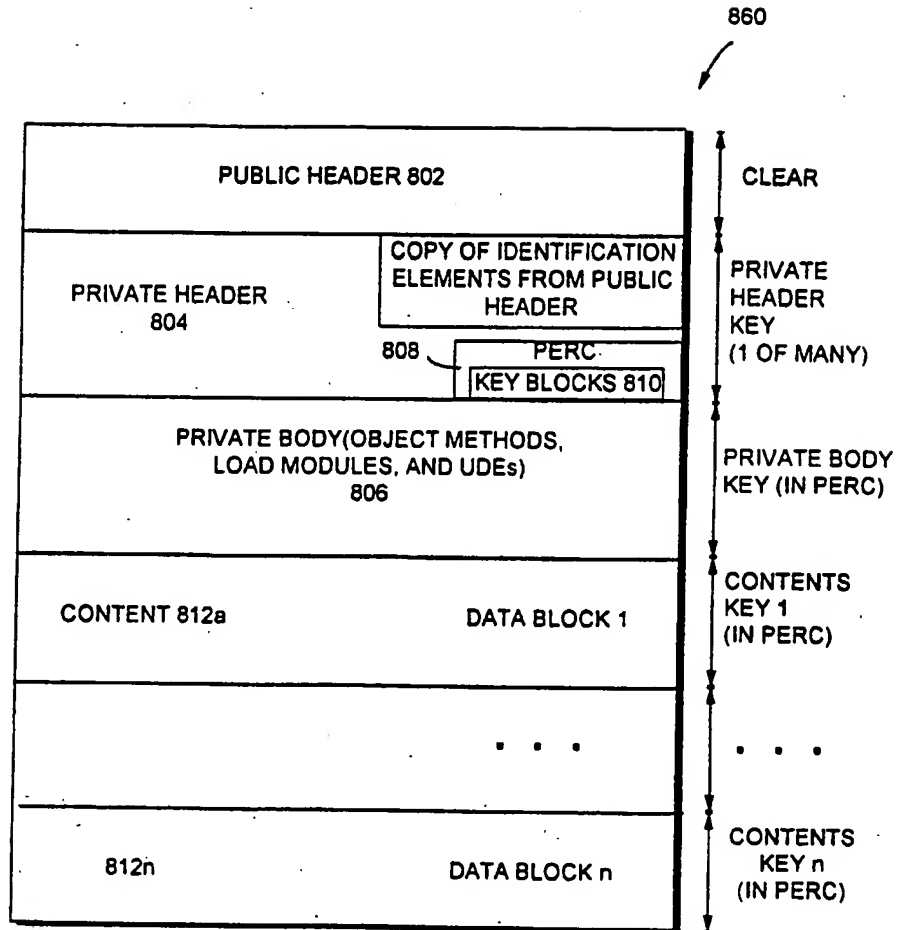 860
PUBLIC HEADER 802
CLEAR
PRIVATE HEADER
804
COPY OF IDENTIFICATION
ELEMENTS FROM PUBLIC
HEADER
808
PERC
KEY BLOCKS 810
PRIVATE
HEADER
KEY
(1 OF MANY)
PRIVATE BODY(OBJECT METHODS,
LOAD MODULES, AND UDEs)
806
PRIVATE BODY
KEY (IN PERC)
CONTENT 812a
DATA BLOCK 1
CONTENTS
KEY 1
(IN PERC)
. . .
. . .
812n
DATA BLOCK n
CONTENTS
KEY n
(IN PERC)